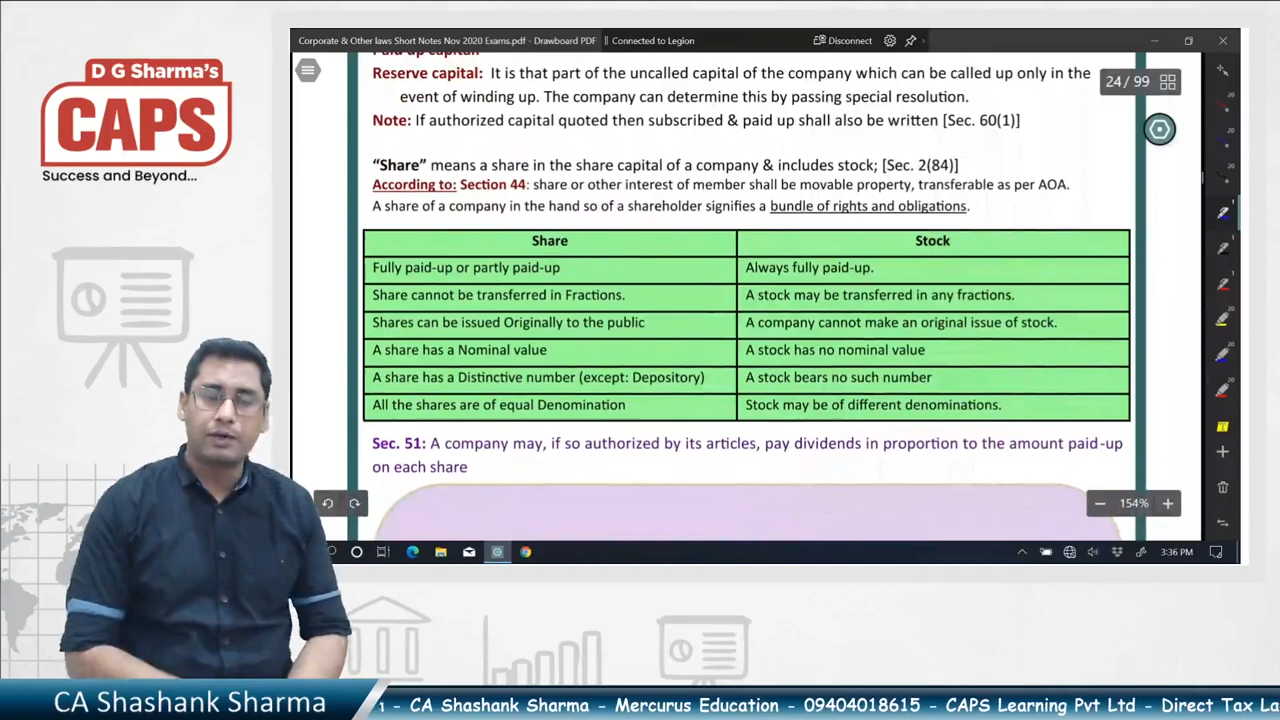 Corporate & Other laws Short Notes Nov 2020 Exams.pdf - Drawboard PDF
Connected to Legion
Disconnect
D G Sharma's
CAPS
Success and Beyond...
24 / 99
Paid up capital:
Reserve capital: It is that part of the uncalled capital of the company which can be called up only in the
event of winding up. The company can determine this by passing special resolution.
Note: If authorized capital quoted then subscribed & paid up shall also be written [Sec. 60(1)]
“Share” means a share in the share capital of a company & includes stock; [Sec. 2(84)]
According to: Section 44: share or other interest of member shall be movable property, transferable as per AOA.
A share of a company in the hand so of a shareholder signifies a bundle of rights and obligations.
Share Stock
Fully paid-up or partly paid-up Always fully paid-up.
Share cannot be transferred in Fractions. A stock may be transferred in any fractions.
Shares can be issued Originally to the public A company cannot make an original issue of stock.
A share has a Nominal value A stock has no nominal value
A share has a Distinctive number (except: Depository) A stock bears no such number
All the shares are of equal Denomination Stock may be of different denominations.
Sec. 51: A company may, if so authorized by its articles, pay dividends in proportion to the amount paid-up
on each share
154%
3:36 PM
CA Shashank Sharma
- CA Shashank Sharma - Mercurus Education - 09404018615 - CAPS Learning Pvt Ltd - Direct Tax La